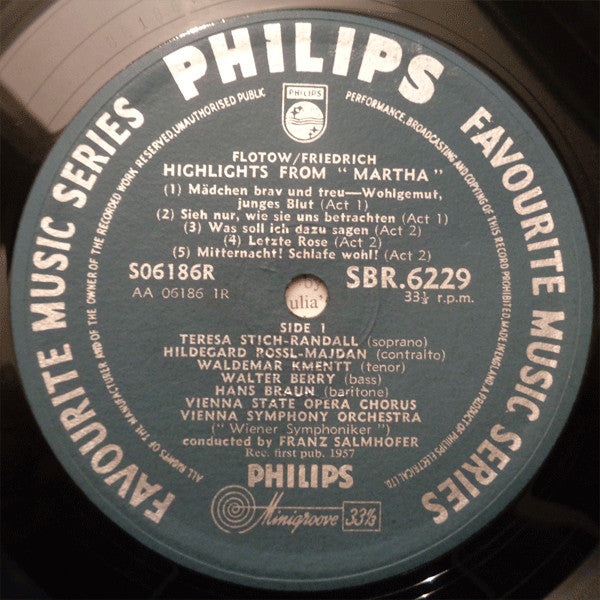 PHILIPS
FAVOURITE MUSIC SERIES
FAVOURITE MUSIC SERIES
ALL RIGHTS OF THE MANUFACTURER AND OF THE OWNER OF THE RECORDED WORK RESERVED, UNAUTHORISED PUBLIC PERFORMANCE, BROADCASTING AND COPYING OF THIS RECORD PROHIBITED, MADE IN ENGLAND, A PRODUCT OF PHILIPS ELECTRICAL LTD.
PHILIPS
FLOTOW/FRIEDRICH
HIGHLIGHTS FROM " MARTHA "
(1) Mädchen brav und treu—Wohlgemut,
junges Blut (Act 1)
(2) Sieh nur, wie sie uns betrachten (Act 1)
(3) Was soll ich dazu sagen (Act 2)
(4) Letzte Rose (Act 2)
(5) Mitternacht! Schlafe wohl! (Act 2)
S06186R
SBR.6229
AA 06186 1R
33⅓ r.p.m.
by
ulia'
SIDE 1
TERESA STICH-RANDALL (soprano)
HILDEGARD ROSSL-MAJDAN (contralto)
WALDEMAR KMENTT (tenor)
WALTER BERRY (bass)
HANS BRAUN (baritone)
VIENNA STATE OPERA CHORUS
VIENNA SYMPHONY ORCHESTRA
(" Wiener Symphoniker ")
conducted by FRANZ SALMHOFER
Rec. first pub. 1957
PHILIPS
Minigroove 33⅓